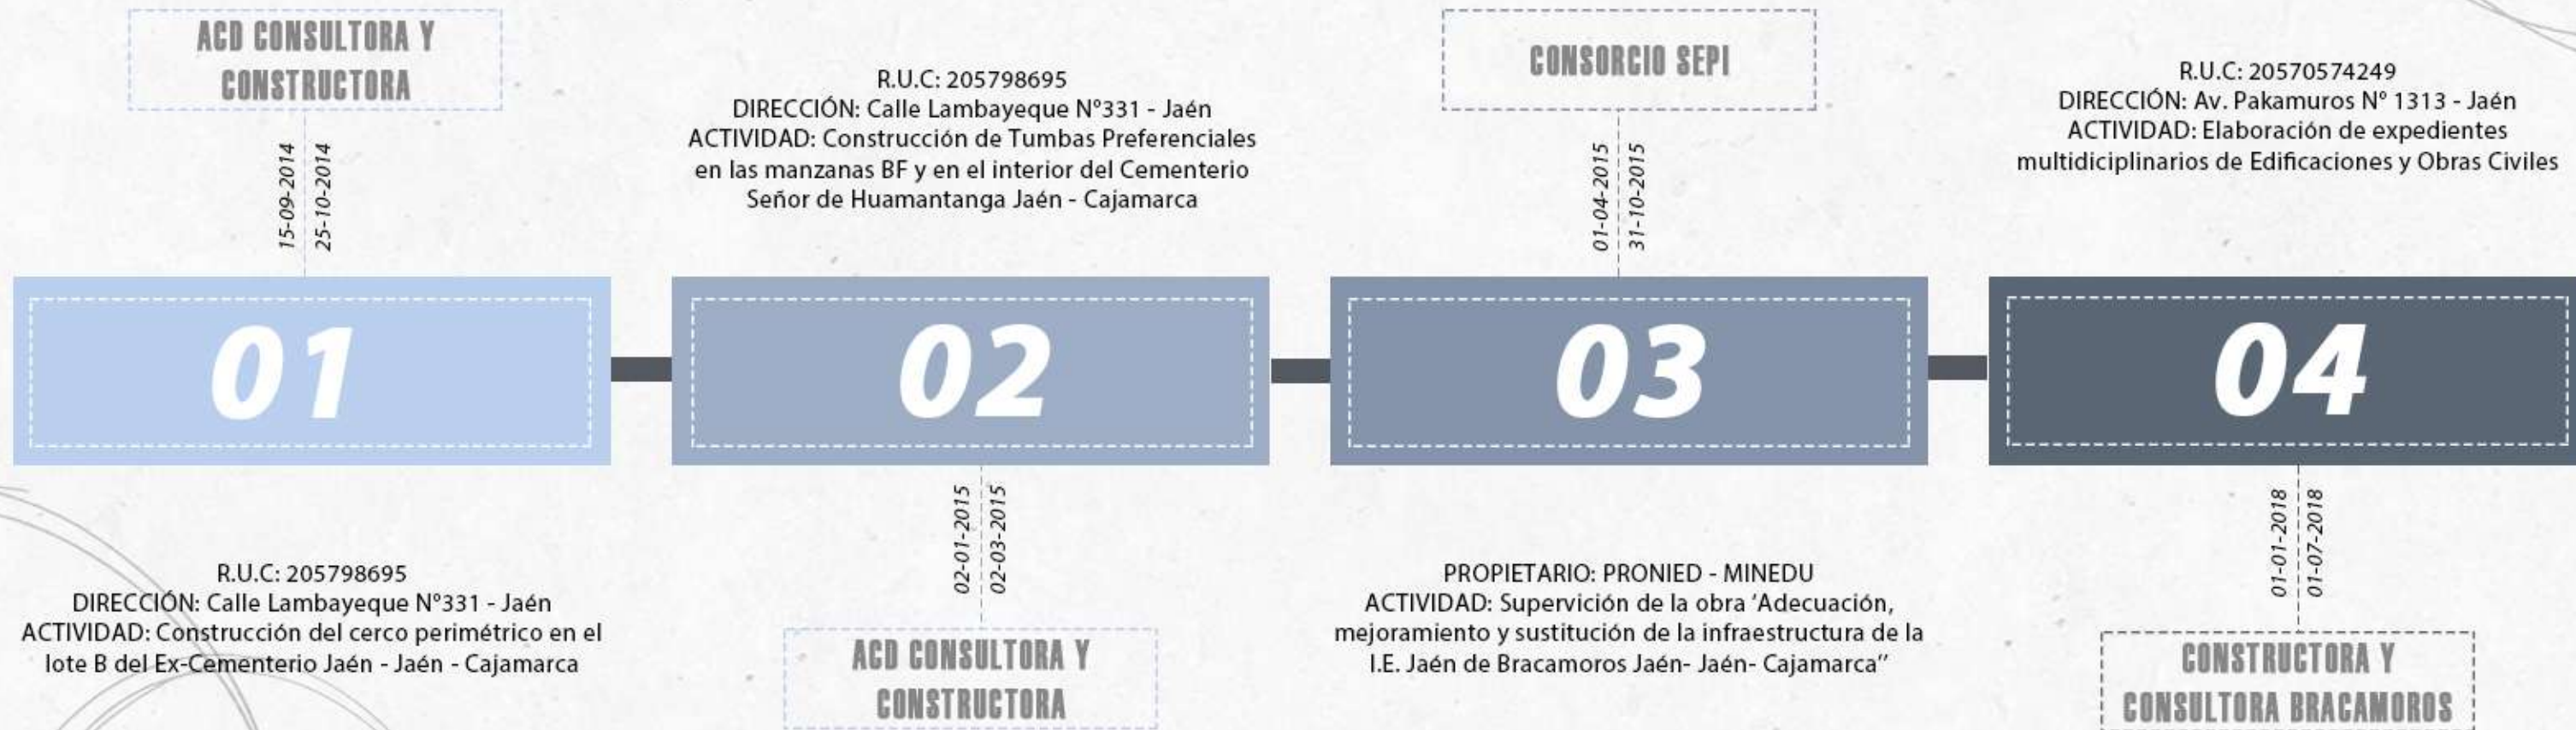 ACD CONSULTORA Y
CONSTRUCTORA
15-09-2014
25-10-2014
01
R.U.C: 205798695
DIRECCIÓN: Calle Lambayeque N°331 - Jaén
ACTIVIDAD: Construcción del cerco perimétrico en el
lote B del Ex-Cementerio Jaén - Jaén - Cajamarca
R.U.C: 205798695
DIRECCIÓN: Calle Lambayeque N°331 - Jaén
ACTIVIDAD: Construcción de Tumbas Preferenciales
en las manzanas BF y en el interior del Cementerio
Señor de Huamantanga Jaén - Cajamarca
02
02-01-2015
02-03-2015
ACD CONSULTORA Y
CONSTRUCTORA
CONSORCIO SEPI
01-04-2015
31-10-2015
03
PROPIETARIO: PRONIED - MINEDU
ACTIVIDAD: Supervición de la obra ‘Adecuación,
mejoramiento y sustitución de la infraestructura de la
I.E. Jaén de Bracamoros Jaén- Jaén- Cajamarca’’
R.U.C: 20570574249
DIRECCIÓN: Av. Pakamuros N° 1313 - Jaén
ACTIVIDAD: Elaboración de expedientes
multidiciplinarios de Edificaciones y Obras Civiles
04
01-01-2018
01-07-2018
CONSTRUCTORA Y
CONSULTORA BRACAMOROS